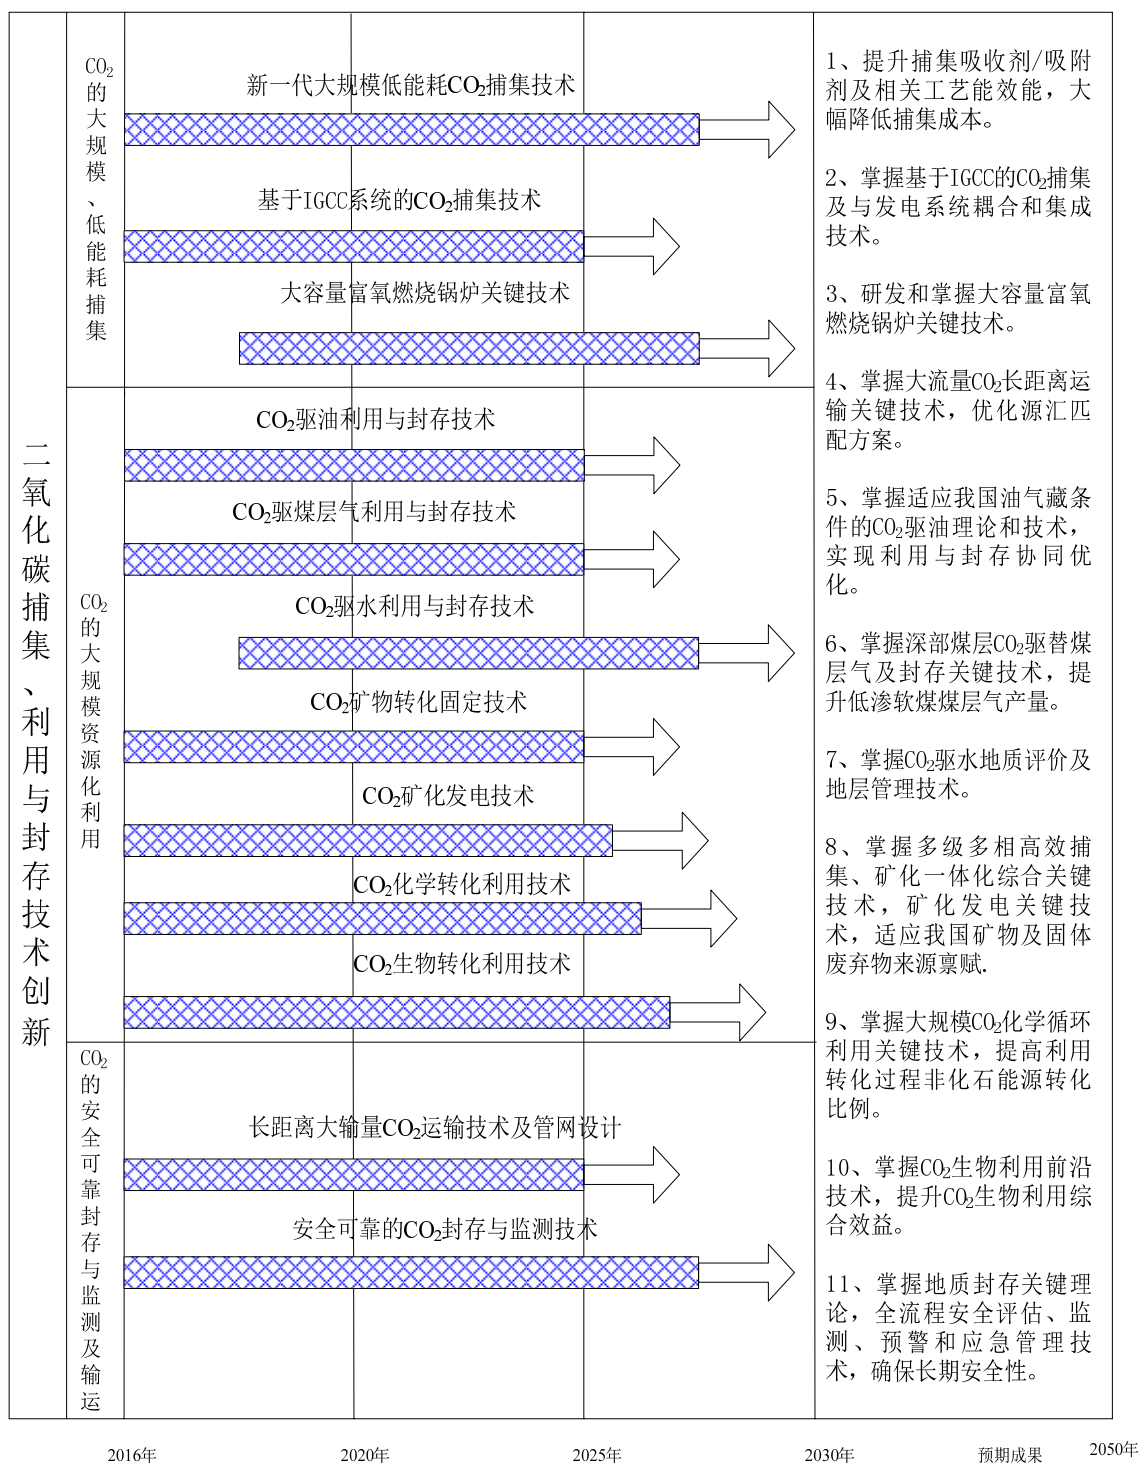 二氧化碳捕集、利用与封存技术创新
CO2的大规模、低能耗捕集
新一代大规模低能耗CO2捕集技术
基于IGCC系统的CO2捕集技术
大容量富氧燃烧锅炉关键技术
CO2的大规模资源化利用
CO2驱油利用与封存技术
CO2驱煤层气利用与封存技术
CO2驱水利用与封存技术
CO2矿物转化固定技术
CO2矿化发电技术
CO2化学转化利用技术
CO2生物转化利用技术
CO2的安全可靠封存与监测及输运
长距离大输量CO2运输技术及管网设计
安全可靠的CO2封存与监测技术
1、提升捕集吸收剂/吸附
剂及相关工艺能效能，大
幅降低捕集成本。
2、掌握基于IGCC的CO2捕集
及与发电系统耦合和集成
技术。
3、研发和掌握大容量富氧
燃烧锅炉关键技术。
4、掌握大流量CO2长距离运
输关键技术，优化源汇匹
配方案。
5、掌握适应我国油气藏条
件的CO2驱油理论和技术，
实现利用与封存协同优
化。
6、掌握深部煤层CO2驱替煤
层气及封存关键技术，提
升低渗软煤煤层气产量。
7、掌握CO2驱水地质评价及
地层管理技术。
8、掌握多级多相高效捕
集、矿化一体化综合关键
技术，矿化发电关键技
术，适应我国矿物及固体
废弃物来源禀赋.
9、掌握大规模CO2化学循环
利用关键技术，提高利用
转化过程非化石能源转化
比例。
10、掌握CO2生物利用前沿
技术，提升CO2生物利用综
合效益。
11、掌握地质封存关键理
论，全流程安全评估、监
测、预警和应急管理技
术，确保长期安全性。
2016年
2020年
2025年
2030年
预期成果
2050年